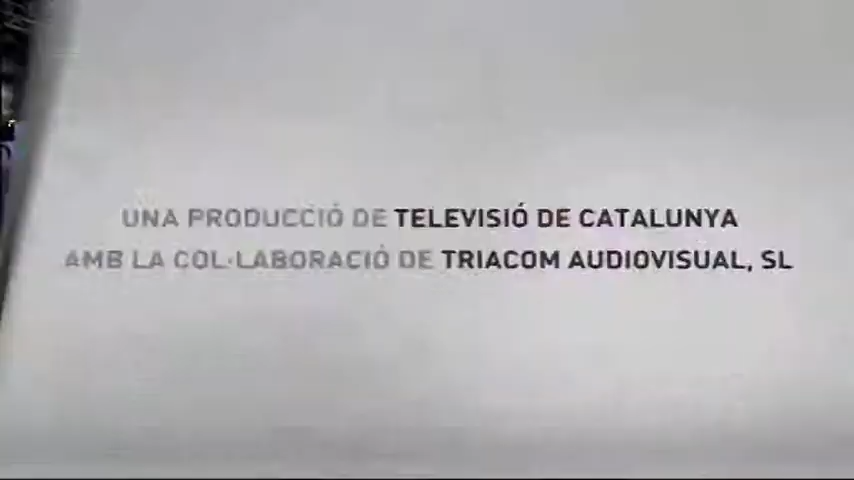 UNA PRODUCCIÓ DE TELEVISIÓ DE CATALUNYA
AMB LA COL·LABORACIÓ DE TRIACOM AUDIOVISUAL, SL